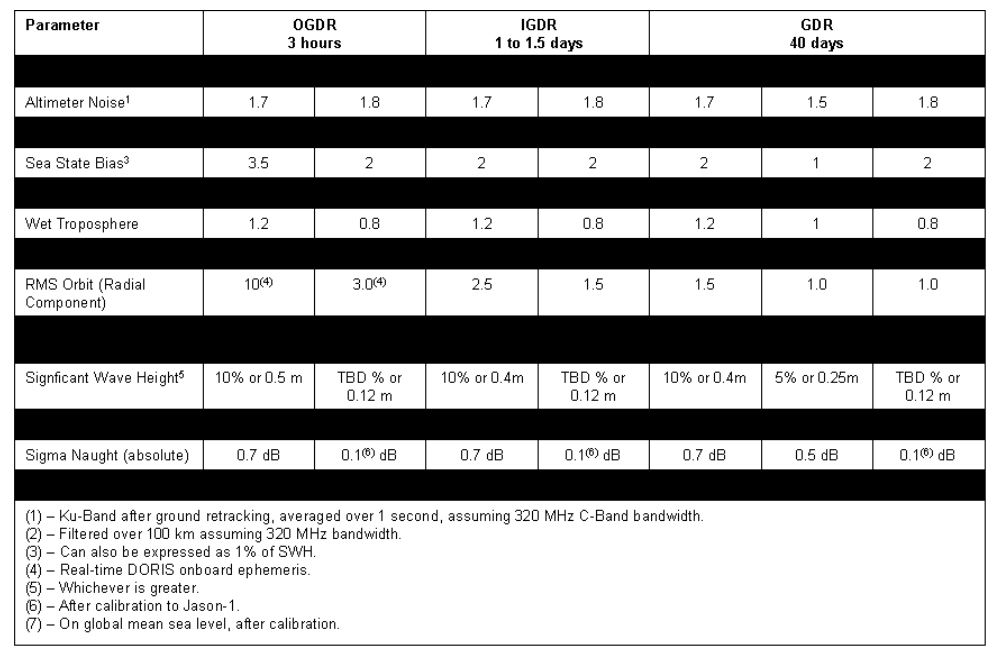 Parameter OGDR 3 hours IGDR 1 to 1.5 days GDR 40 days
Altimeter Noise1 1.7 1.8 1.7 1.8 1.7 1.5 1.8
Sea State Bias3 3.5 2 2 2 2 1 2
Wet Troposphere 1.2 0.8 1.2 0.8 1.2 1 0.8
RMS Orbit (Radial Component) 10(4) 3.0(4) 2.5 1.5 1.5 1.0 1.0
Signficant Wave Height5 10% or 0.5 m TBD % or 0.12 m 10% or 0.4m TBD % or 0.12 m 10% or 0.4m 5% or 0.25m TBD % or 0.12 m
Sigma Naught (absolute) 0.7 dB 0.1(6) dB 0.7 dB 0.1(6) dB 0.7 dB 0.5 dB 0.1(6) dB
(1) – Ku-Band after ground retracking, averaged over 1 second, assuming 320 MHz C-Band bandwidth.
(2) – Filtered over 100 km assuming 320 MHz bandwidth.
(3) – Can also be expressed as 1% of SWH.
(4) – Real-time DORIS onboard ephemeris.
(5) – Whichever is greater.
(6) – After calibration to Jason-1.
(7) – On global mean sea level, after calibration.